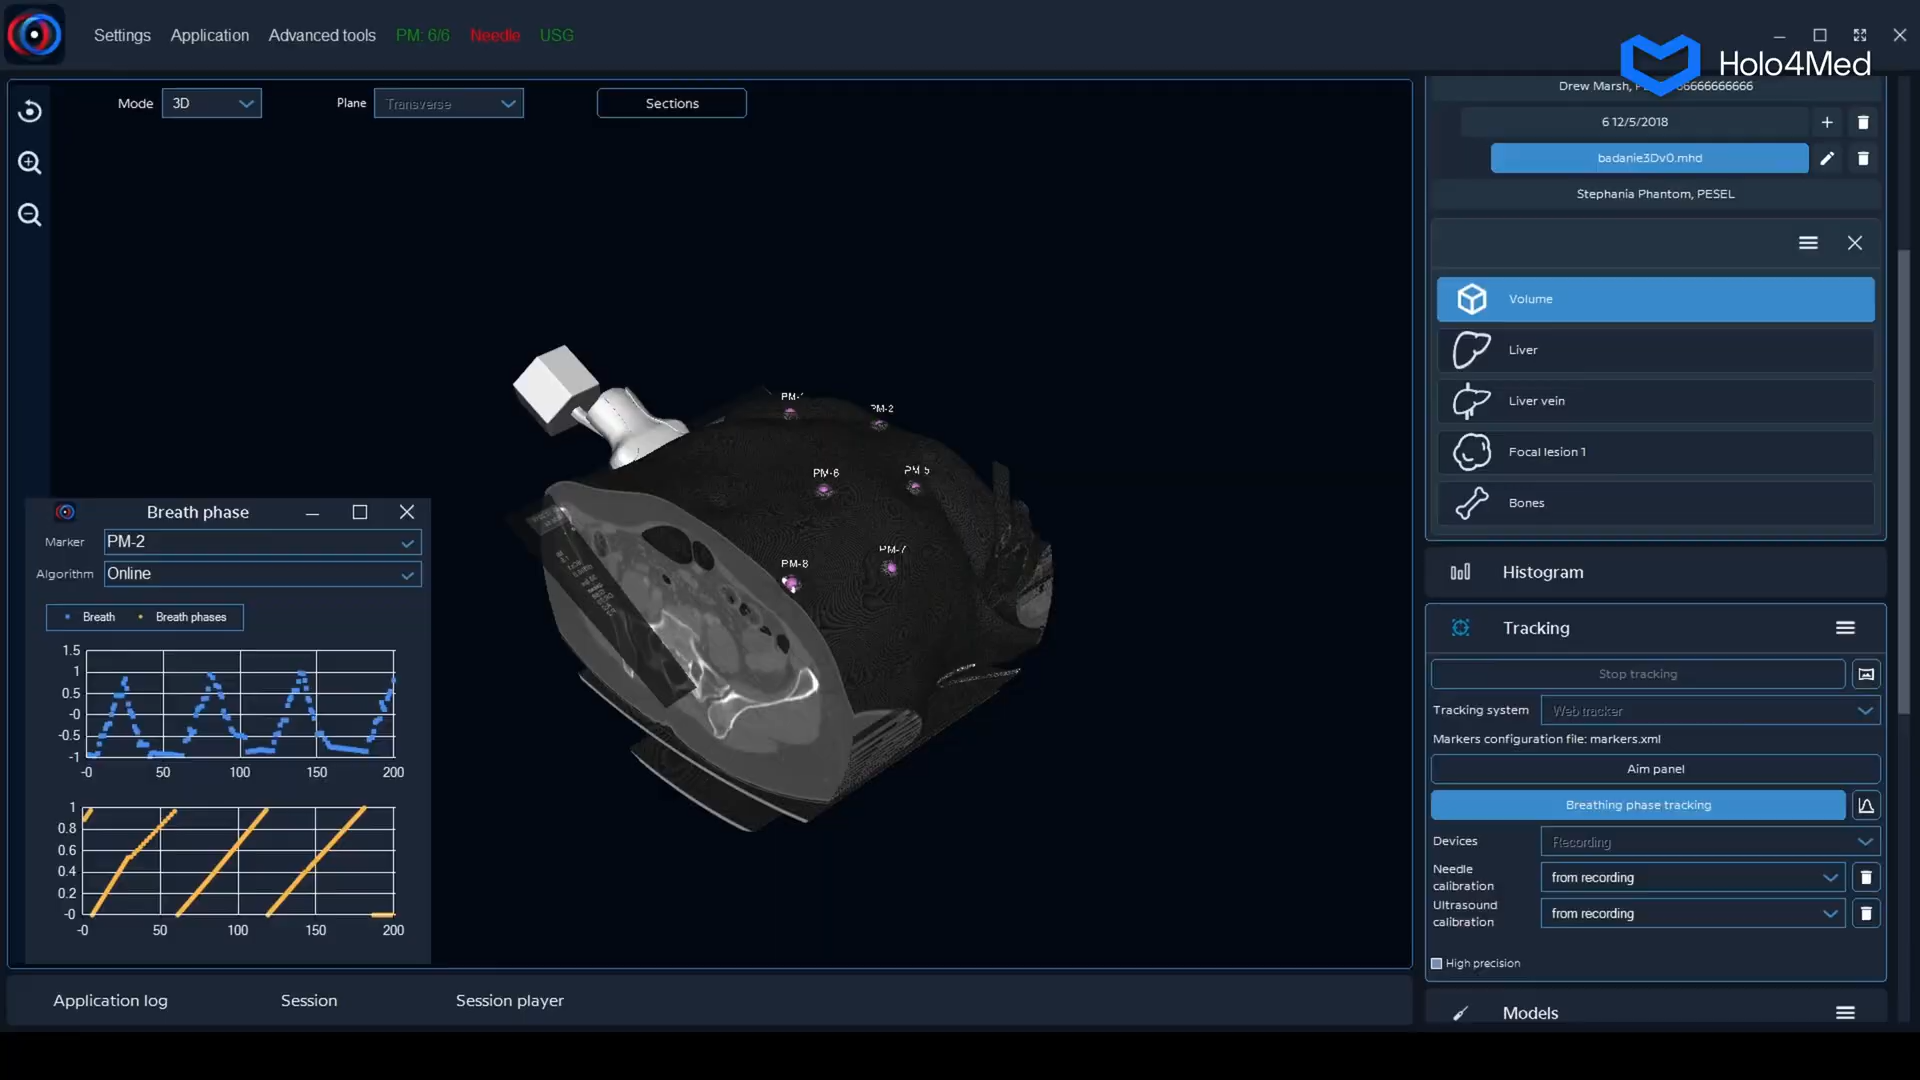 Settings Application Advanced tools PM: 6/6 Needle USG
Holo4Med
Mode 3D Plane Transverse Sections
Drew Marsh,
6 12/5/2018
badanie3Dv0.mhd
Stephania Phantom, PESEL
Volume
Liver
Liver vein
Focal lesion 1
Bones
Histogram
Tracking
Stop tracking
Tracking system Web tracker
Markers configuration file: markers.xml
Aim panel
Breathing phase tracking
Devices Recording
Needle calibration from recording
Ultrasound calibration from recording
High precision
Models
PM-2
PM-6
PM-5
PM-7
PM-8
Breath phase
Marker PM-2
Algorithm Online
Breath Breath phases
1.5
1
0.5
-0
-0.5
-1
-0 50 100 150 200
1
0.8
0.6
0.4
0.2
-0
-0 50 100 150 200
Application log Session Session player